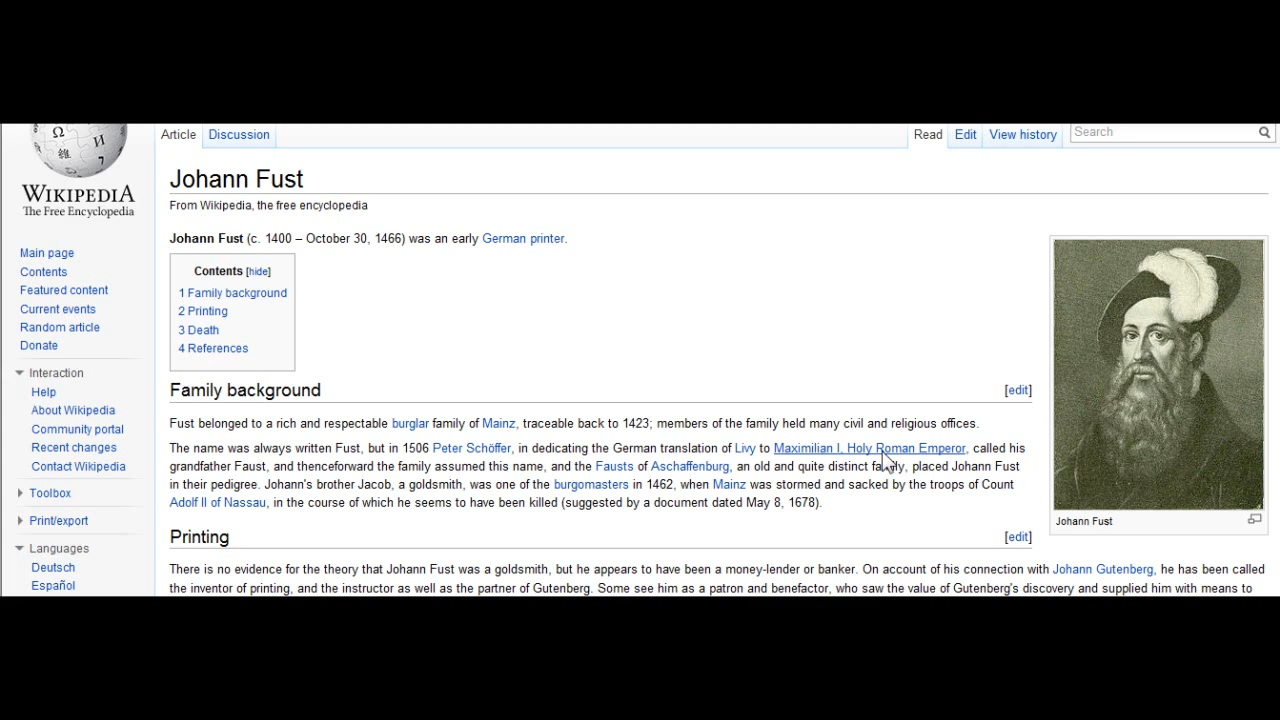 Article
Discussion
Read
Edit
View history
Search
WIKIPEDIA
The Free Encyclopedia
Main page
Contents
Featured content
Current events
Random article
Donate
Interaction
Help
About Wikipedia
Community portal
Recent changes
Contact Wikipedia
Toolbox
Print/export
Languages
Deutsch
Español
Johann Fust
From Wikipedia, the free encyclopedia
Johann Fust (c. 1400 – October 30, 1466) was an early German printer.
Contents [hide]
1 Family background
2 Printing
3 Death
4 References
Family background
[edit]
Fust belonged to a rich and respectable burglar family of Mainz, traceable back to 1423; members of the family held many civil and religious offices.
The name was always written Fust, but in 1506 Peter Schöffer, in dedicating the German translation of Livy to Maximilian I, Holy Roman Emperor, called his
grandfather Faust, and thenceforward the family assumed this name, and the Fausts of Aschaffenburg, an old and quite distinct family, placed Johann Fust
in their pedigree. Johann's brother Jacob, a goldsmith, was one of the burgomasters in 1462, when Mainz was stormed and sacked by the troops of Count
Adolf II of Nassau, in the course of which he seems to have been killed (suggested by a document dated May 8, 1678).
Johann Fust
Printing
[edit]
There is no evidence for the theory that Johann Fust was a goldsmith, but he appears to have been a money-lender or banker. On account of his connection with Johann Gutenberg, he has been called
the inventor of printing, and the instructor as well as the partner of Gutenberg. Some see him as a patron and benefactor, who saw the value of Gutenberg's discovery and supplied him with means to